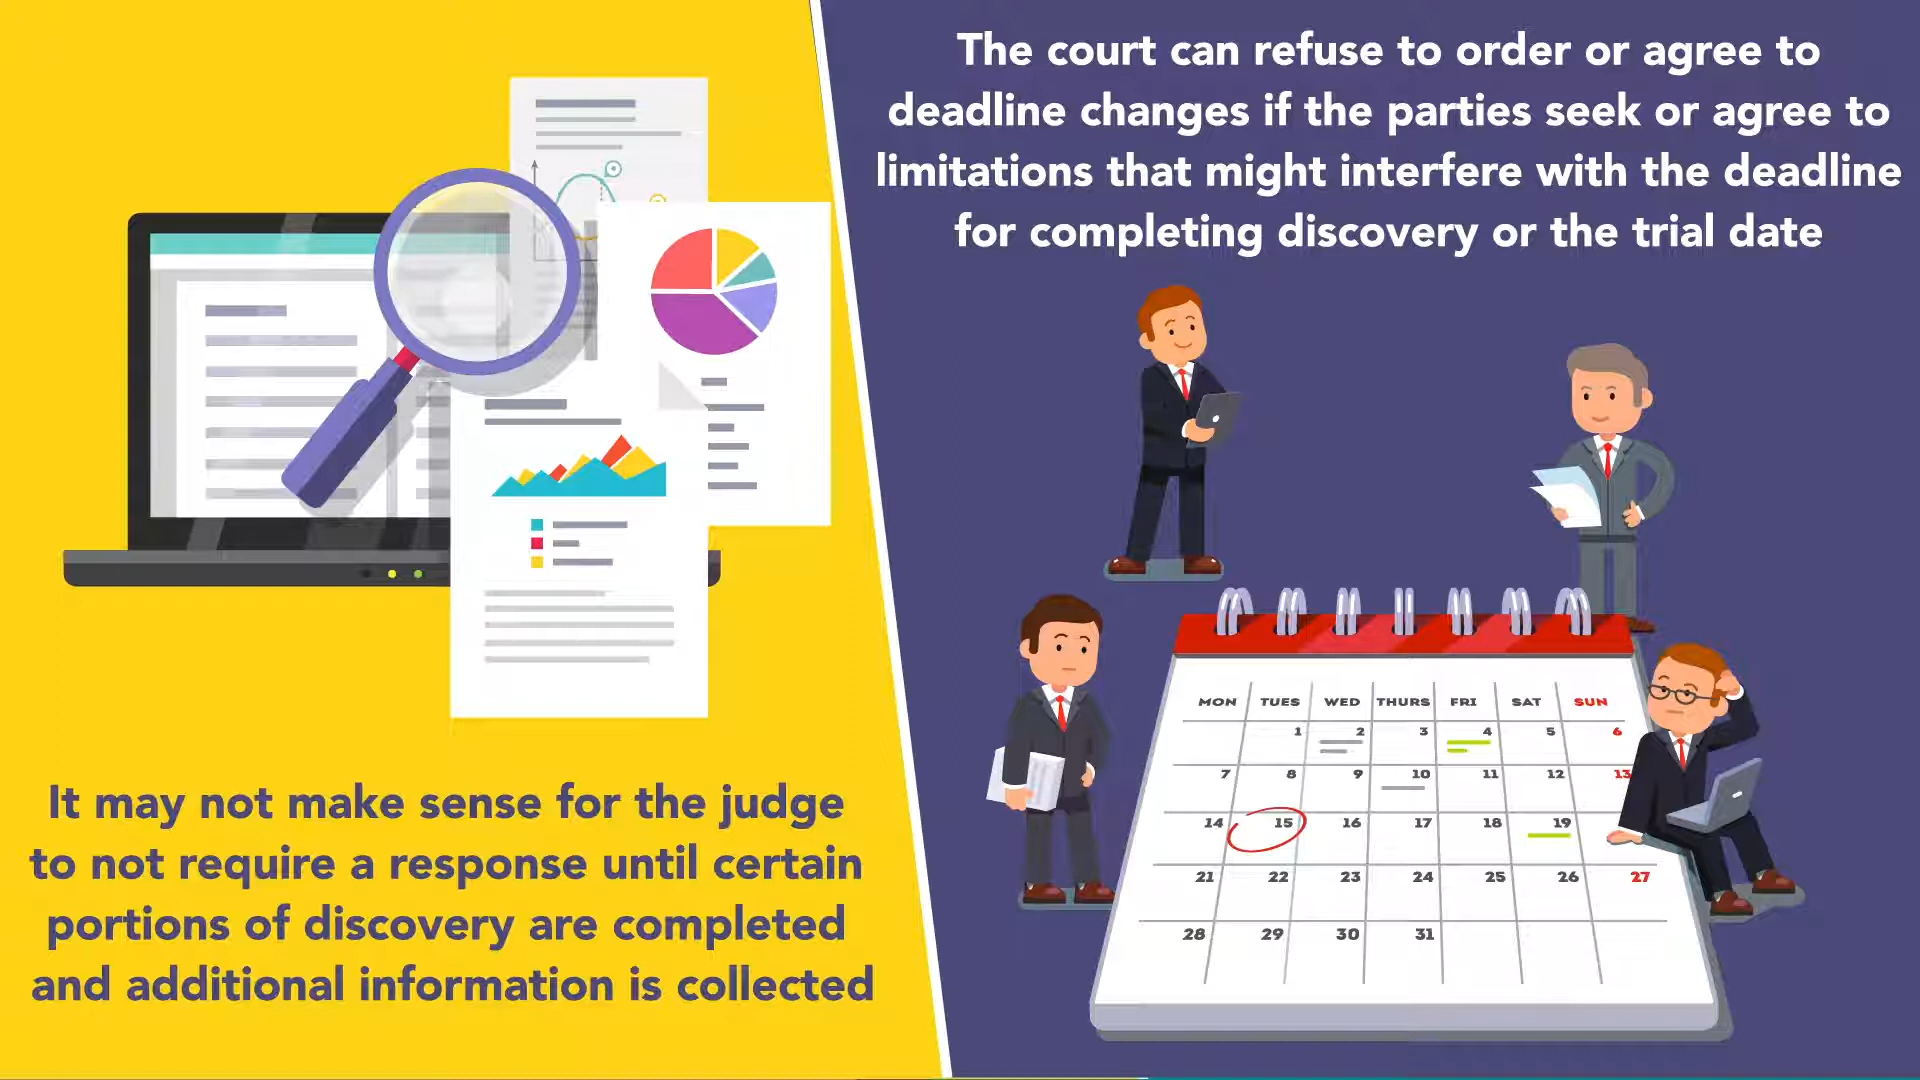 The court can refuse to order or agree to
deadline changes if the parties seek or agree to
limitations that might interfere with the deadline
for completing discovery or the trial date
It may not make sense for the judge
to not require a response until certain
portions of discovery are completed
and additional information is collected
MON TUES WED THURS FRI SAT SUN
1 2 3 4 5 6
7 8 9 10 11 12 13
14 15 16 17 18 19
21 22 23 24 25 26 27
28 29 30 31